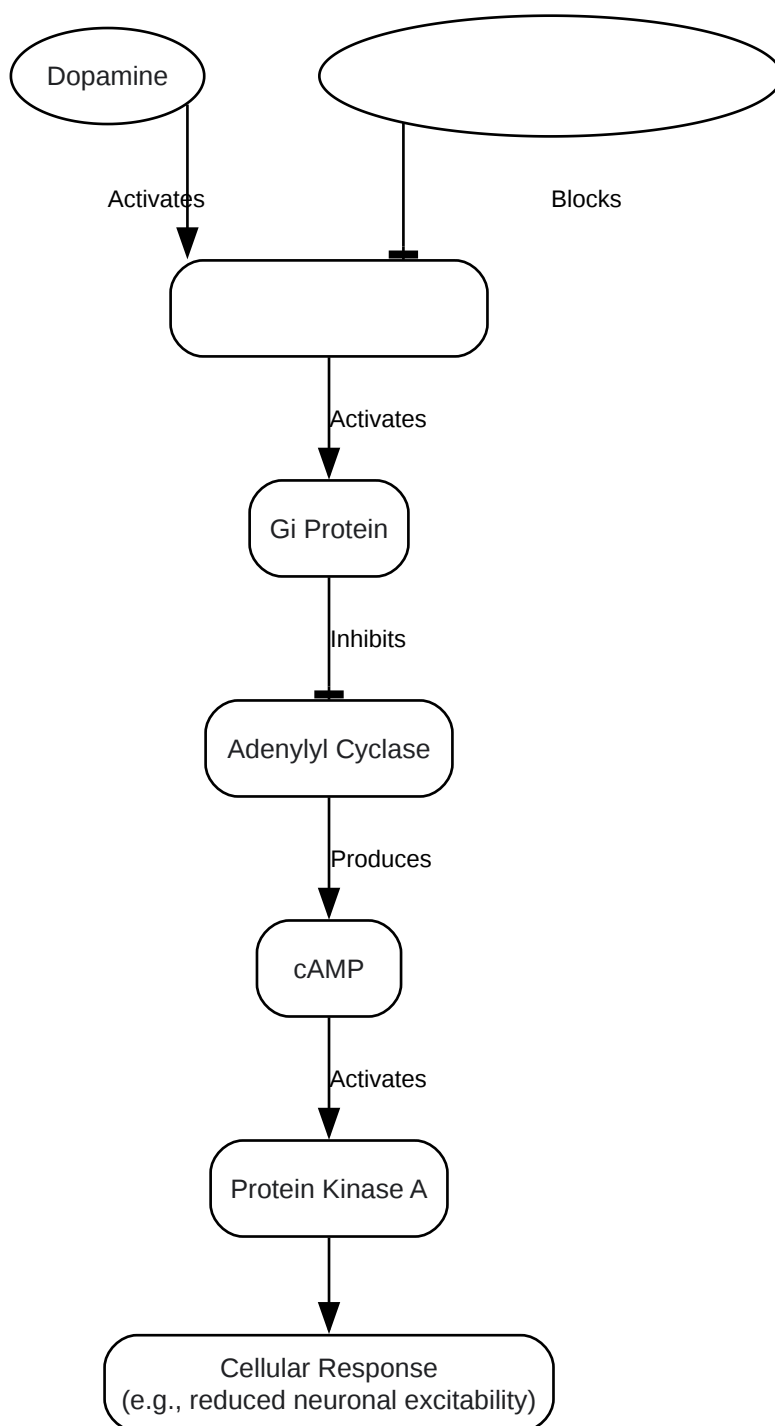 Dopamine
Activates
Blocks
Activates
Gi Protein
Inhibits
Adenylyl Cyclase
Produces
cAMP
Activates
Protein Kinase A
Cellular Response
(e.g., reduced neuronal excitability)